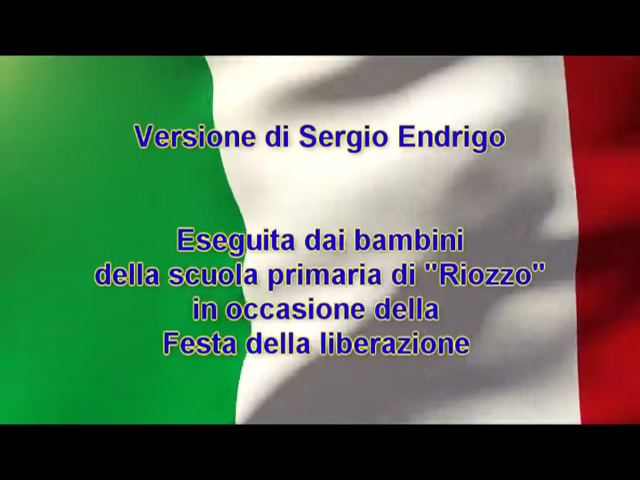 Versione di Sergio Endrigo
Eseguita dai bambini
della scuola primaria di "Riozzo"
in occasione della
Festa della liberazione